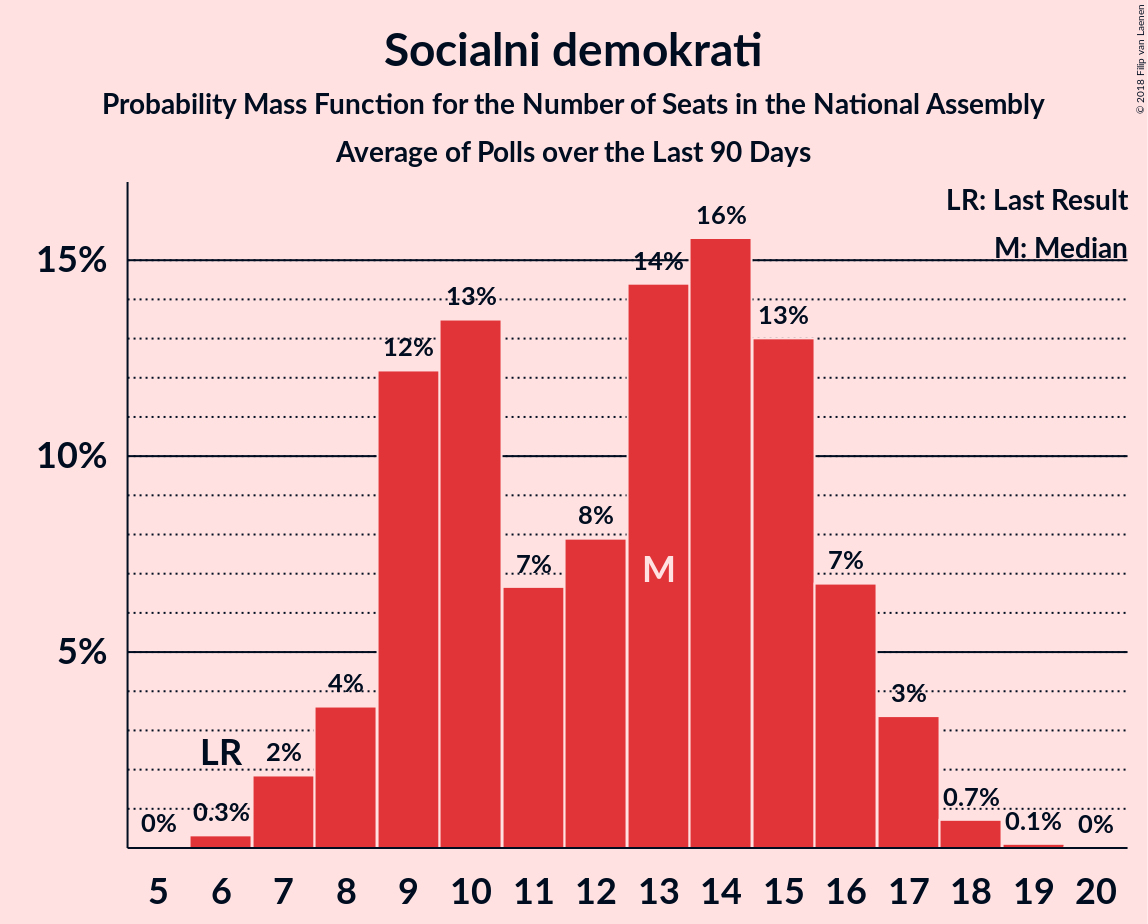 Socialni demokrati
Probability Mass Function for the Number of Seats in the National Assembly
Average of Polls over the Last 90 Days
© 2018 Filip van Laenen
LR: Last Result
M: Median
15%
10%
5%
0%
0.3%
2%
4%
12%
13%
7%
8%
14%
16%
13%
7%
3%
0.7%
0.1%
0%
LR
M
5 6 7 8 9 10 11 12 13 14 15 16 17 18 19 20